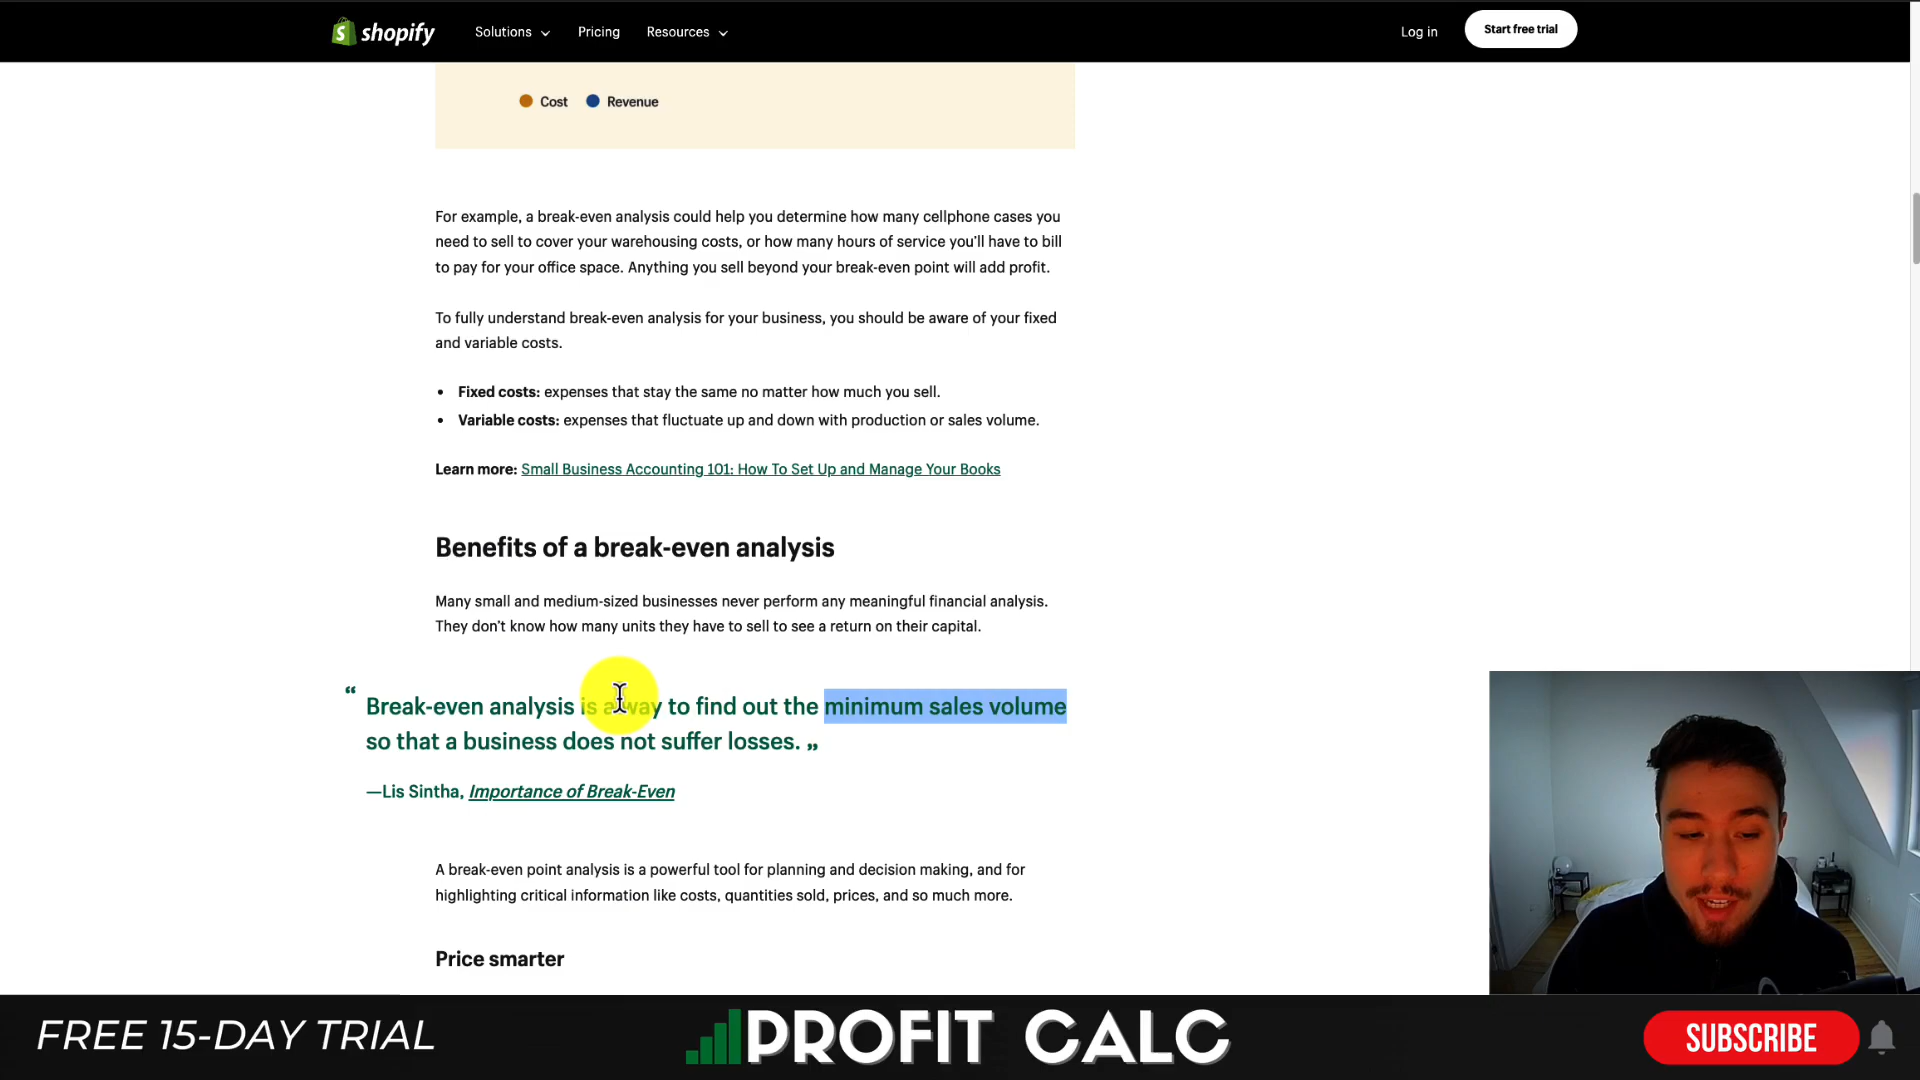 shopify Solutions Pricing Resources Log in Start free trial
Cost Revenue
For example, a break-even analysis could help you determine how many cellphone cases you
need to sell to cover your warehousing costs, or how many hours of service you'll have to bill
to pay for your office space. Anything you sell beyond your break-even point will add profit.
To fully understand break-even analysis for your business, you should be aware of your fixed
and variable costs.
• Fixed costs: expenses that stay the same no matter how much you sell.
• Variable costs: expenses that fluctuate up and down with production or sales volume.
Learn more: Small Business Accounting 101: How To Set Up and Manage Your Books
Benefits of a break-even analysis
Many small and medium-sized businesses never perform any meaningful financial analysis.
They don't know how many units they have to sell to see a return on their capital.
“ Break-even analysis is a way to find out the minimum sales volume
so that a business does not suffer losses. „
—Lis Sintha, Importance of Break-Even
A break-even point analysis is a powerful tool for planning and decision making, and for
highlighting critical information like costs, quantities sold, prices, and so much more.
Price smarter
FREE 15-DAY TRIAL PROFIT CALC SUBSCRIBE